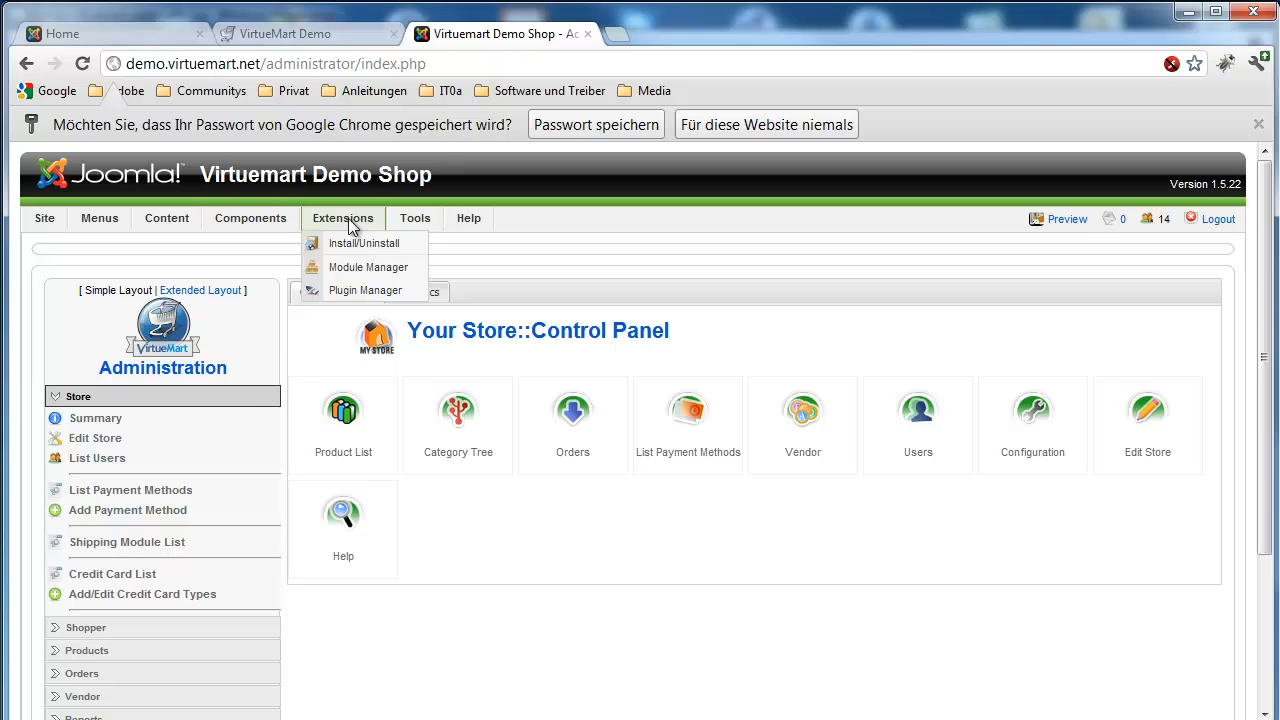 Home
VirtueMart Demo
Virtuemart Demo Shop - Ac
demo.virtuemart.net/administrator/index.php
Google
Communitys
Privat
Anleitungen
IT0a
Software und Treiber
Media
Möchten Sie, dass Ihr Passwort von Google Chrome gespeichert wird?
Passwort speichern
Für diese Website niemals
Joomla!
Virtuemart Demo Shop
Version 1.5.22
Site
Menus
Content
Components
Extensions
Tools
Help
Preview
0
14
Logout
Install/Uninstall
Module Manager
Plugin Manager
[ Simple Layout | Extended Layout ]
VirtueMart
Administration
MY STORE
Your Store::Control Panel
Store
Summary
Edit Store
List Users
List Payment Methods
Add Payment Method
Shipping Module List
Credit Card List
Add/Edit Credit Card Types
Shopper
Products
Orders
Vendor
Reports
Product List
Category Tree
Orders
List Payment Methods
Vendor
Users
Configuration
Edit Store
Help